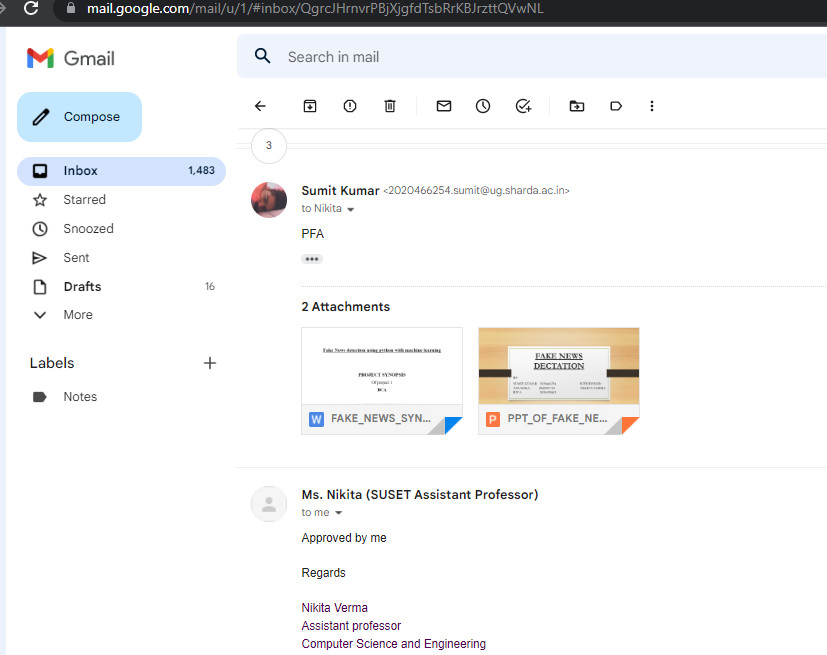 mail.google.com/mail/u/1/#inbox/QgrcJHrnvrPBjXjgfdTsbRrKBJrzttQVwNL
Gmail
Search in mail
Compose
Inbox 1,483
Starred
Snoozed
Sent
Drafts 16
More
Labels
Notes
3
Sumit Kumar <2020466254.sumit@ug.sharda.ac.in>
to Nikita
PFA
2 Attachments
Fake News detection using python with machine learning
PROJECT SYNOPSIS
Of project 1
BCA
W FAKE_NEWS_SYN...
FAKE NEWS
DECTATION
P PPT_OF_FAKE_NE...
Ms. Nikita (SUSET Assistant Professor)
to me
Approved by me
Regards
Nikita Verma
Assistant professor
Computer Science and Engineering